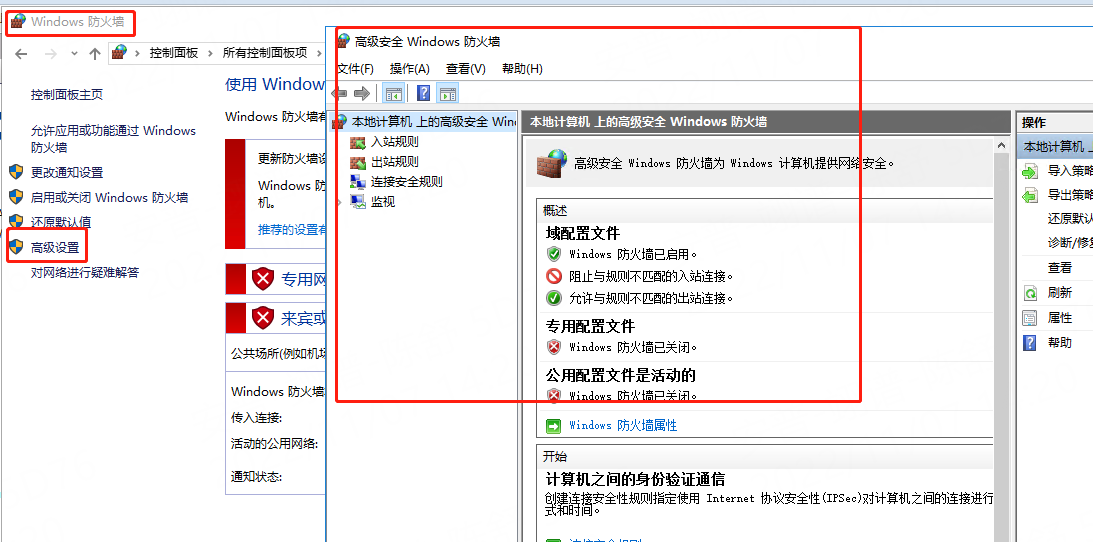 Windows 防火墙
控制面板
所有控制面板项
控制面板主页
允许应用或功能通过 Windows
防火墙
更改通知设置
启用或关闭 Windows 防火墙
还原默认值
高级设置
对网络进行疑难解答
使用 Window
Windows 防火墙有
更新防火墙设
Windows 防
机。
推荐的设置有
专用网
来宾或
公共场所(例如机场
Windows 防火墙
传入连接:
活动的公用网络:
通知状态:
高级安全 Windows 防火墙
文件(F) 操作(A) 查看(V) 帮助(H)
本地计算机 上的高级安全 Win
入站规则
出站规则
连接安全规则
监视
本地计算机 上的高级安全 Windows 防火墙
高级安全 Windows 防火墙为 Windows 计算机提供网络安全。
概述
域配置文件
Windows 防火墙已启用。
阻止与规则不匹配的入站连接。
允许与规则不匹配的出站连接。
专用配置文件
Windows 防火墙已关闭。
公用配置文件是活动的
Windows 防火墙已关闭。
Windows 防火墙属性
开始
计算机之间的身份验证通信
创建连接安全性规则指定使用 Internet 协议安全性(IPSec)对计算机之间的连接进行
式和时间。
操作
本地计算机 上
导入策略
导出策略
还原默认
诊断/修复
查看
刷新
属性
帮助